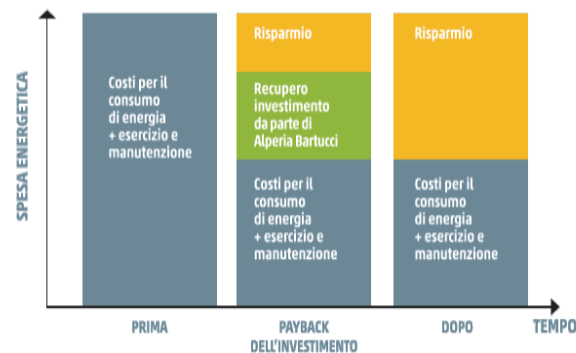 SPESA ENERGETICA
Costi per il
consumo
di energia
+ esercizio e
manutenzione
Risparmio
Recupero
investimento
da parte di
Alperia Bartucci
Costi per il
consumo
di energia
+ esercizio e
manutenzione
Risparmio
Costi per il
consumo
di energia
+ esercizio e
manutenzione
PRIMA
PAYBACK
DELL'INVESTIMENTO
DOPO
TEMPO